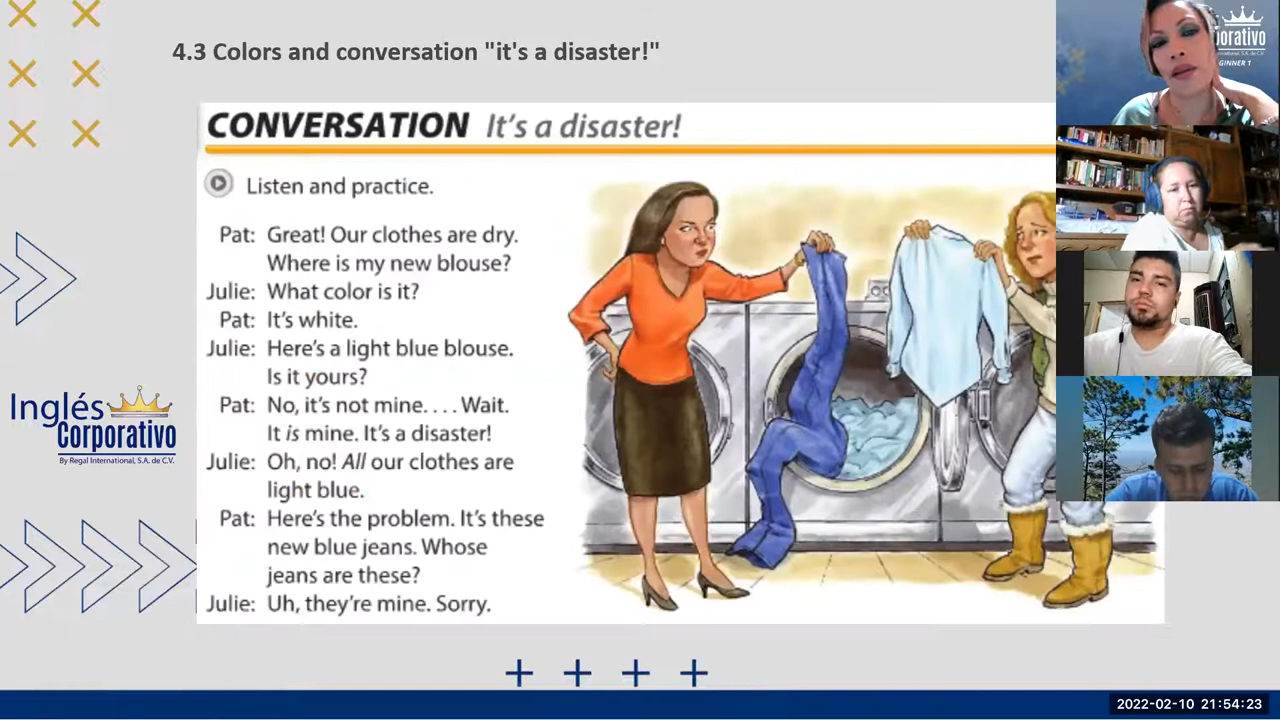 4.3 Colors and conversation "it's a disaster!"
CONVERSATION It's a disaster!
Listen and practice.
Pat: Great! Our clothes are dry.
Where is my new blouse?
Julie: What color is it?
Pat: It's white.
Julie: Here's a light blue blouse.
Is it yours?
Pat: No, it's not mine. . . . Wait.
It is mine. It's a disaster!
Julie: Oh, no! All our clothes are
light blue.
Pat: Here's the problem. It's these
new blue jeans. Whose
jeans are these?
Julie: Uh, they're mine. Sorry.
Inglés
Corporativo
By Regal International, S.A. de C.V.
2022-02-10 21:54:23